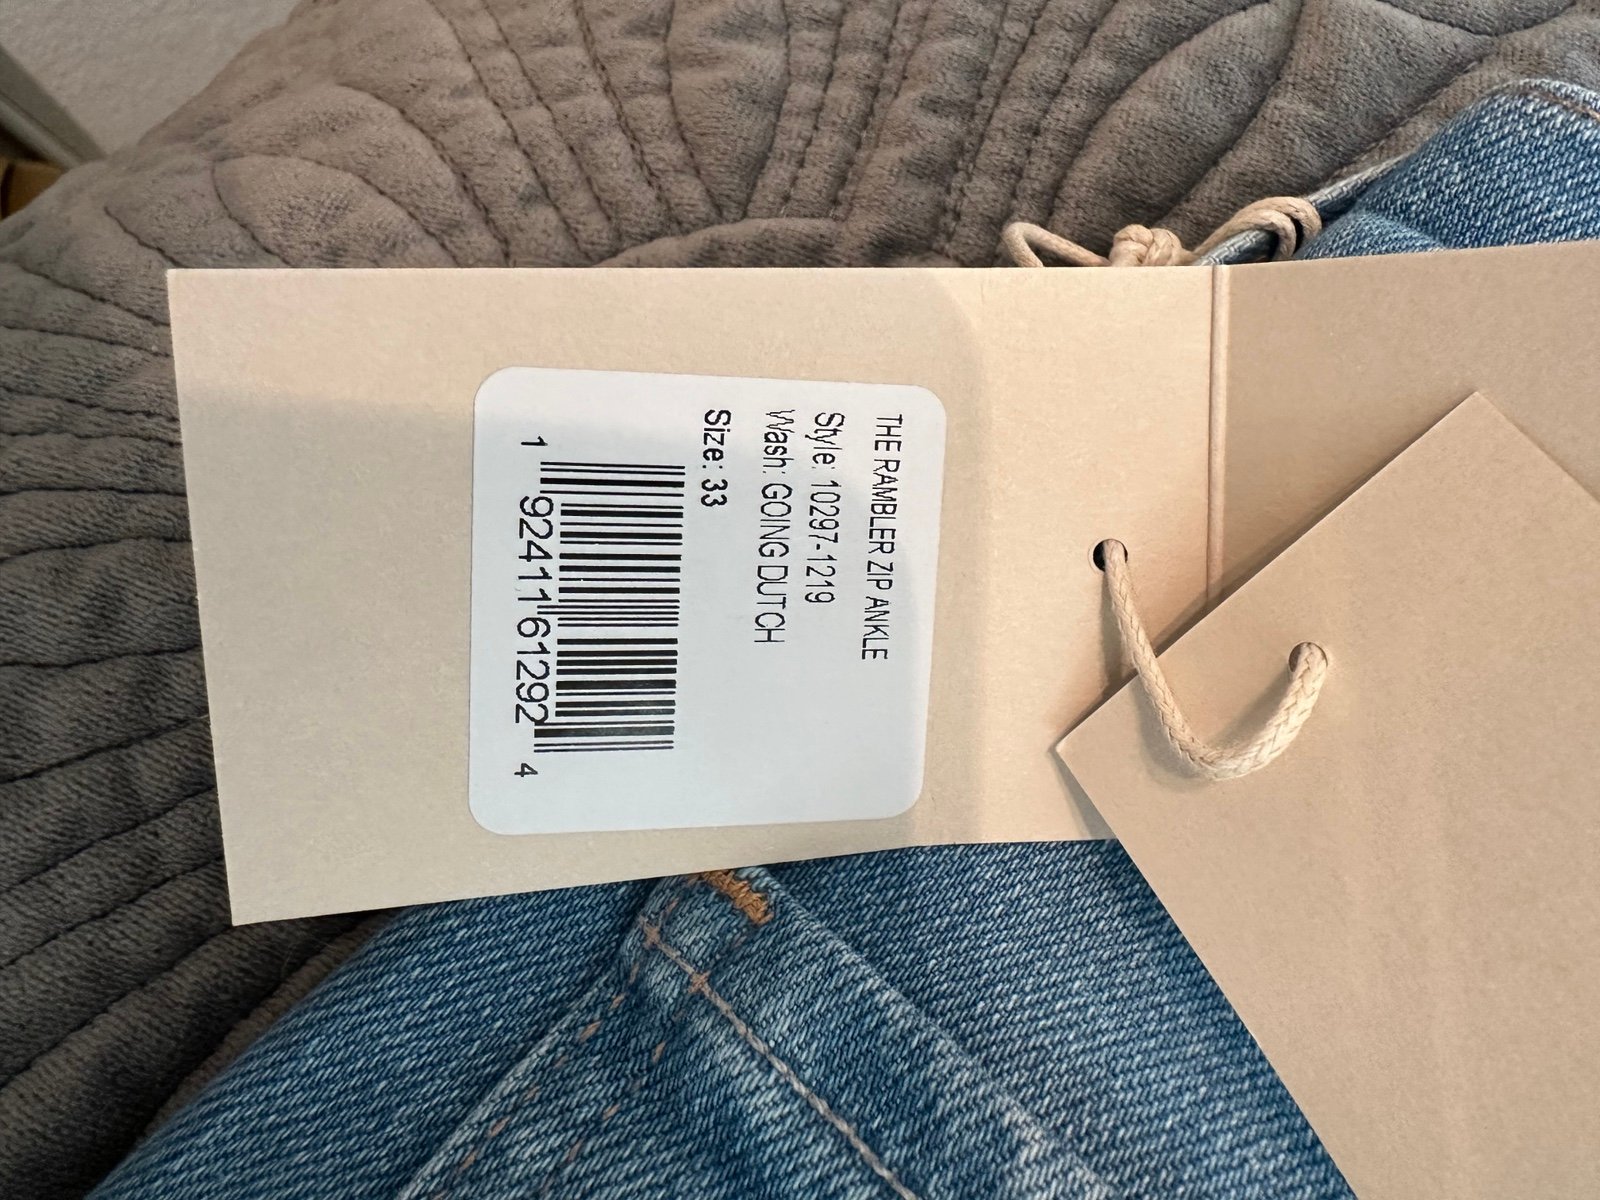 THE RAMBLER ZIP ANKLE
Style: 10297-1219
Wash: GOING DUTCH
Size: 33
1 92411 61292 4